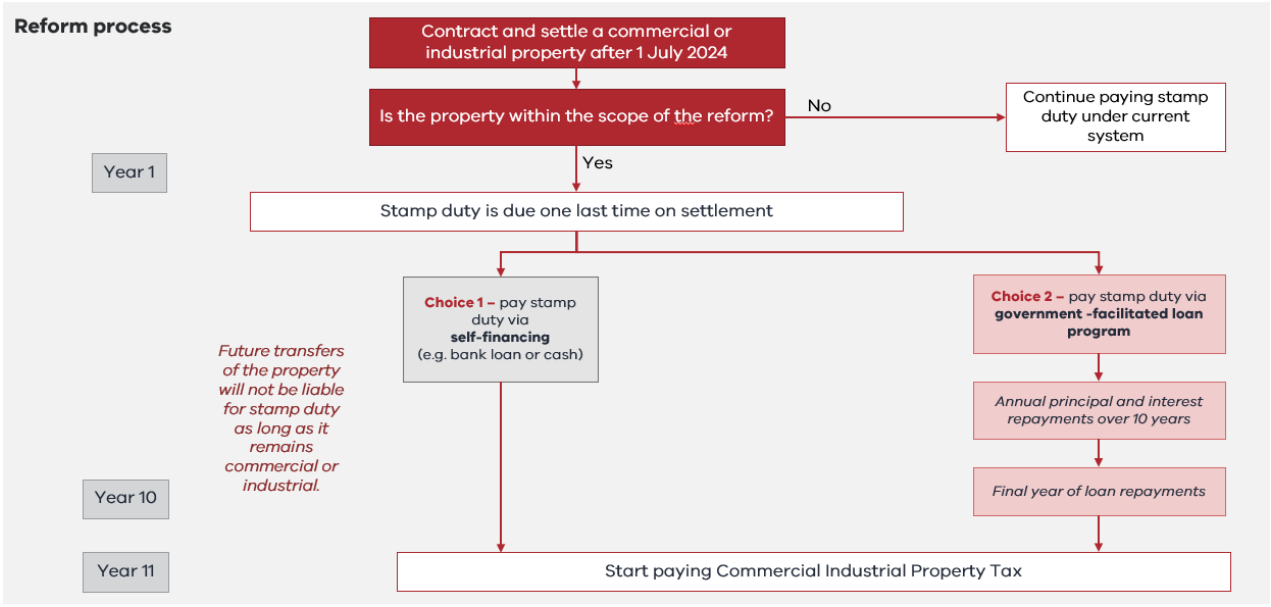 Reform process
Contract and settle a commercial or
industrial property after 1 July 2024
Is the property within the scope of the reform?
No
Continue paying stamp
duty under current
system
Yes
Year 1
Stamp duty is due one last time on settlement
Choice 1 – pay stamp
duty via
self-financing
(e.g. bank loan or cash)
Choice 2 – pay stamp duty via
government -facilitated loan
program
Future transfers
of the property
will not be liable
for stamp duty
as long as it
remains
commercial or
industrial.
Annual principal and interest
repayments over 10 years
Year 10
Final year of loan repayments
Year 11
Start paying Commercial Industrial Property Tax